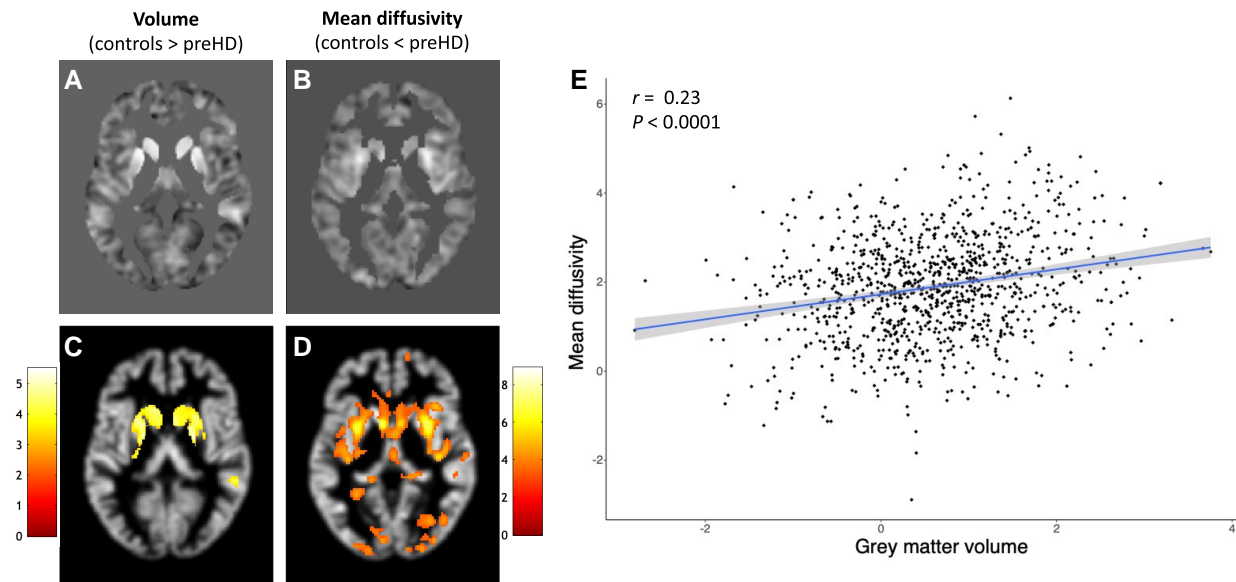 Volume
(controls > preHD)
Mean diffusivity
(controls < preHD)
A
B
C
5
4
3
2
1
0
D
8
6
4
2
0
E
r = 0.23
P < 0.0001
6
4
2
0
-2
Mean diffusivity
-2
0
2
4
Grey matter volume